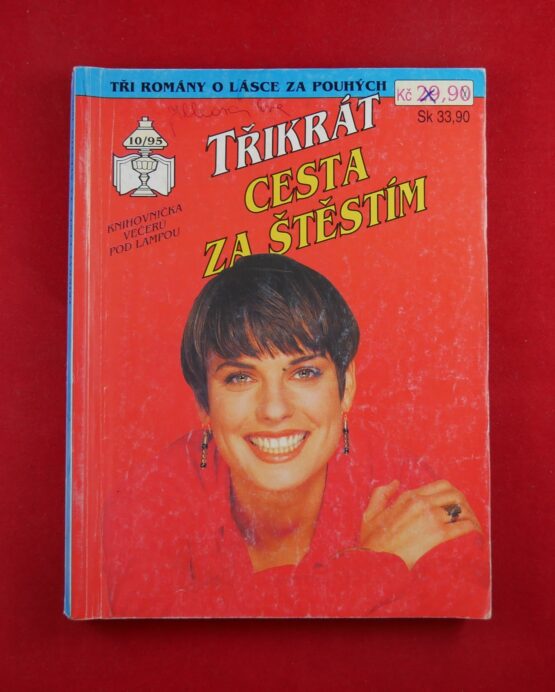 TŘI ROMÁNY O LÁSCE ZA POUHÝCH
Kč 29,90
Sk 33,90
10/95
KNIHOVNIČKA
VEČERŮ
POD LAMPOU
TŘIKRÁT
CESTA
ZA ŠTĚSTÍM